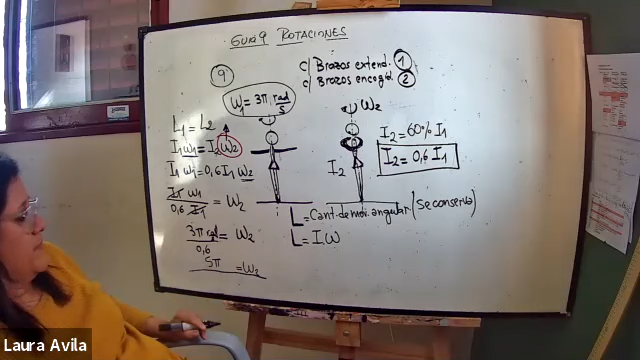 GUIA 9 ROTACIONES
9
c/ Brazos extend. 1
c/ Brazos encogid. 2
W1 = 3π rad/s
W2
L1 = L2
I1 W1 = I2 W2
I1 W1 = 0,6 I1 W2
I1 W1 / 0,6 I1 = W2
3π rad / 0,6 = W2
5π = W2
I2
I2 = 60% I1
I2 = 0,6 I1
L = Cant. de mov. angular (se conserva)
L = I.W
Laura Avila